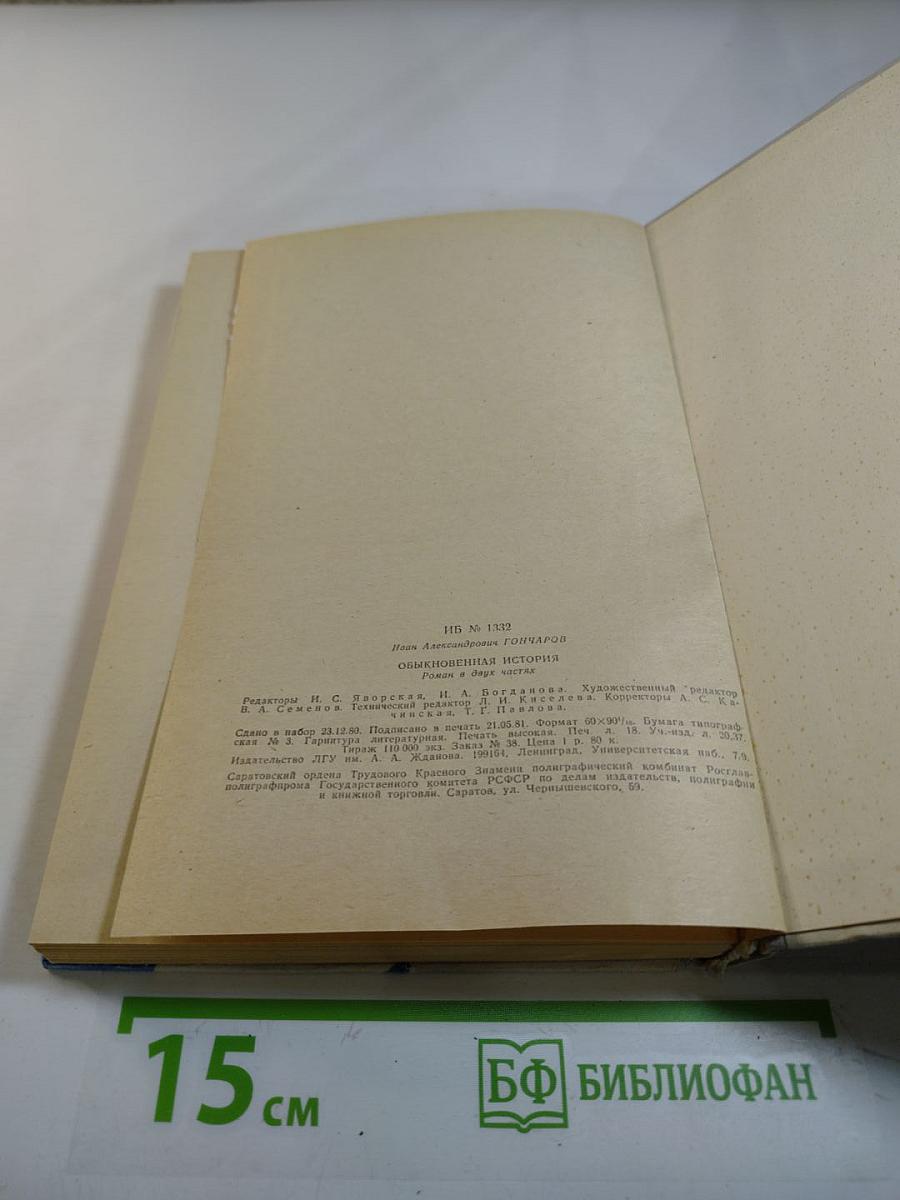 ИБ № 1332
Иван Александрович ГОНЧАРОВ
ОБЫКНОВЕННАЯ ИСТОРИЯ
Роман в двух частях
Редакторы И. С. Яворская, И. А. Богданова. Художественный редактор
В. А. Семенов. Технический редактор Л. И. Киселева. Корректоры А. С. Ка-
чинская, Т. Г. Павлова.
Сдано в набор 23.12.80. Подписано в печать 21.05.81. Формат 60×90¹/₁₆. Бумага типограф-
ская № 3. Гарнитура литературная. Печать высокая. Печ. л. 18. Уч.-изд. л. 20,37.
Тираж 110 000 экз. Заказ № 38. Цена 1 р. 80 к.
Издательство ЛГУ им. А. А. Жданова. 199164, Ленинград, Университетская наб., 7/9.
Саратовский ордена Трудового Красного Знамени полиграфический комбинат Росглав-
полиграфпрома Государственного комитета РСФСР по делам издательств, полиграфии
и книжной торговли. Саратов, ул. Чернышевского, 59.
15 см
БФ БИБЛИОФАН